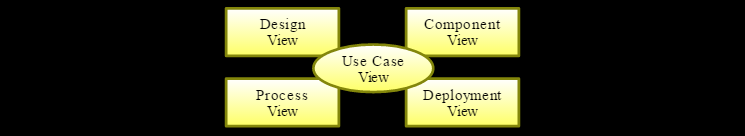 Design
View
Component
View
Use Case
View
Process
View
Deployment
View